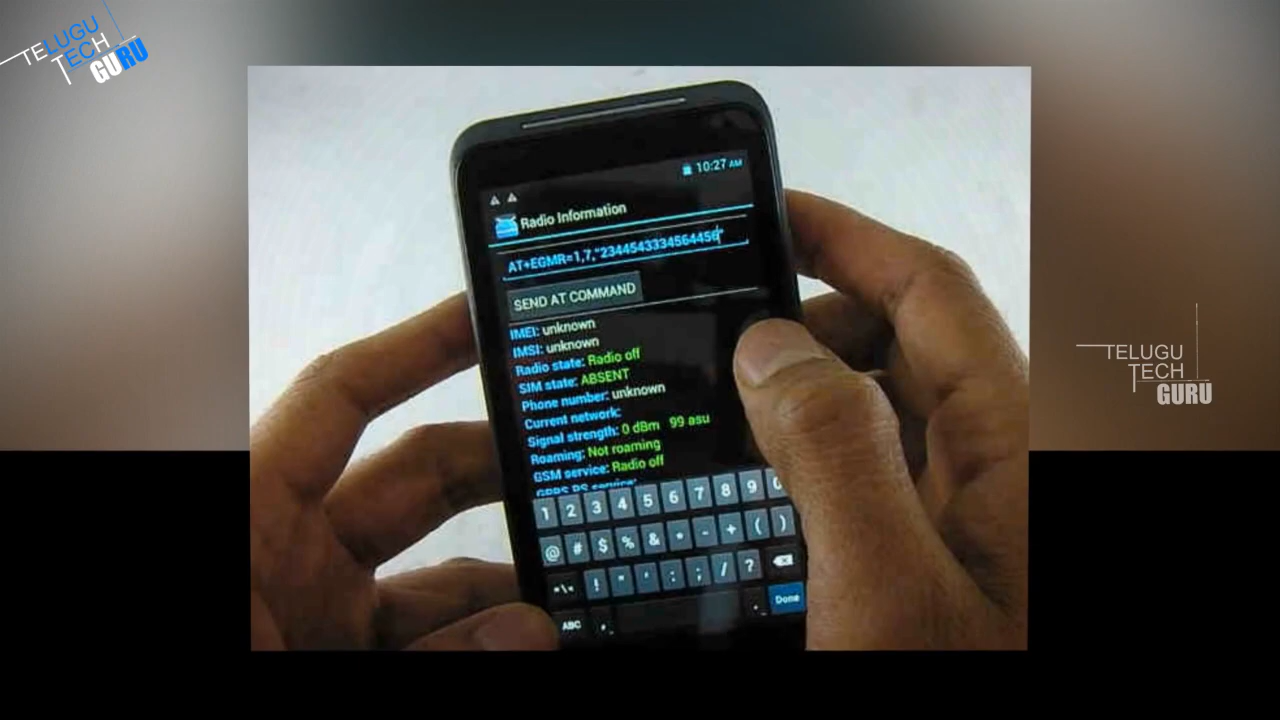 TELUGU
TECH
GURU
10:27 AM
Radio Information
AT+EGMR=1,7,"2344543334564456"
SEND AT COMMAND
IMEI: unknown
IMSI: unknown
Radio state: Radio off
SIM state: ABSENT
Phone number: unknown
Current network:
Signal strength: 0 dBm 99 asu
Roaming: Not roaming
GSM service: Radio off
GPRS PS service:
1 2 3 4 5 6 7 8 9 0
@ # $ % & * - + ( )
*\< ! " ' : ; / ?
Done
ABC , .
TELUGU
TECH
GURU